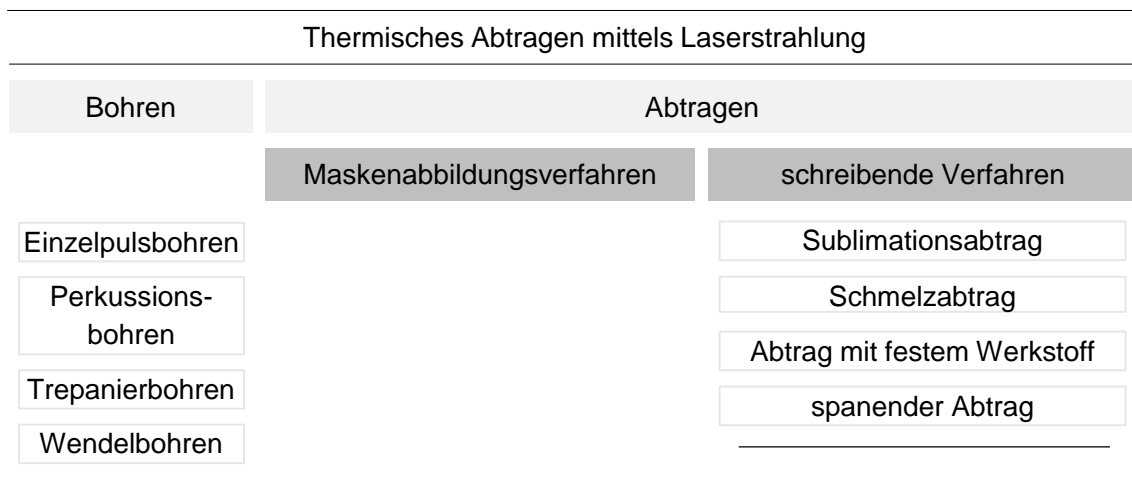 Thermisches Abtragen mittels Laserstrahlung
Bohren
Abtragen
Maskenabbildungsverfahren
schreibende Verfahren
Einzelpulsbohren
Perkussions-
bohren
Trepanierbohren
Wendelbohren
Sublimationsabtrag
Schmelzabtrag
Abtrag mit festem Werkstoff
spanender Abtrag